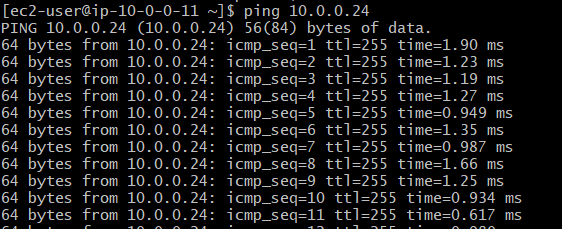 [ec2-user@ip-10-0-0-11 ~]$ ping 10.0.0.24
PING 10.0.0.24 (10.0.0.24) 56(84) bytes of data.
64 bytes from 10.0.0.24: icmp_seq=1 ttl=255 time=1.90 ms
64 bytes from 10.0.0.24: icmp_seq=2 ttl=255 time=1.23 ms
64 bytes from 10.0.0.24: icmp_seq=3 ttl=255 time=1.19 ms
64 bytes from 10.0.0.24: icmp_seq=4 ttl=255 time=1.27 ms
64 bytes from 10.0.0.24: icmp_seq=5 ttl=255 time=0.949 ms
64 bytes from 10.0.0.24: icmp_seq=6 ttl=255 time=1.35 ms
64 bytes from 10.0.0.24: icmp_seq=7 ttl=255 time=0.987 ms
64 bytes from 10.0.0.24: icmp_seq=8 ttl=255 time=1.66 ms
64 bytes from 10.0.0.24: icmp_seq=9 ttl=255 time=1.25 ms
64 bytes from 10.0.0.24: icmp_seq=10 ttl=255 time=0.934 ms
64 bytes from 10.0.0.24: icmp_seq=11 ttl=255 time=0.617 ms